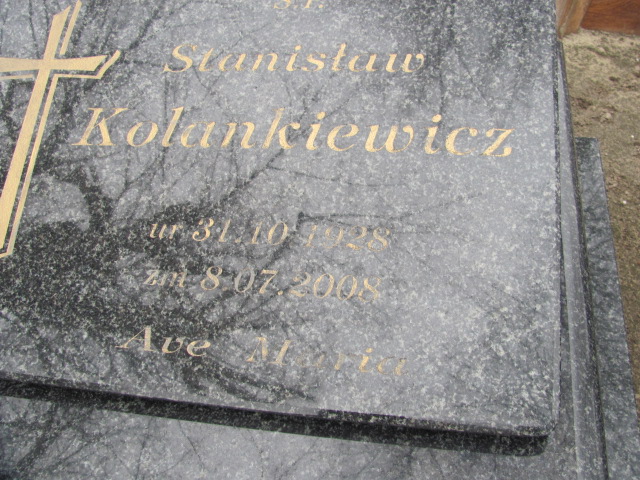 Ś.P.
Stanisław
Kolankiewicz
ur 31.10.1928
zm 8.07.2008
Ave Maria